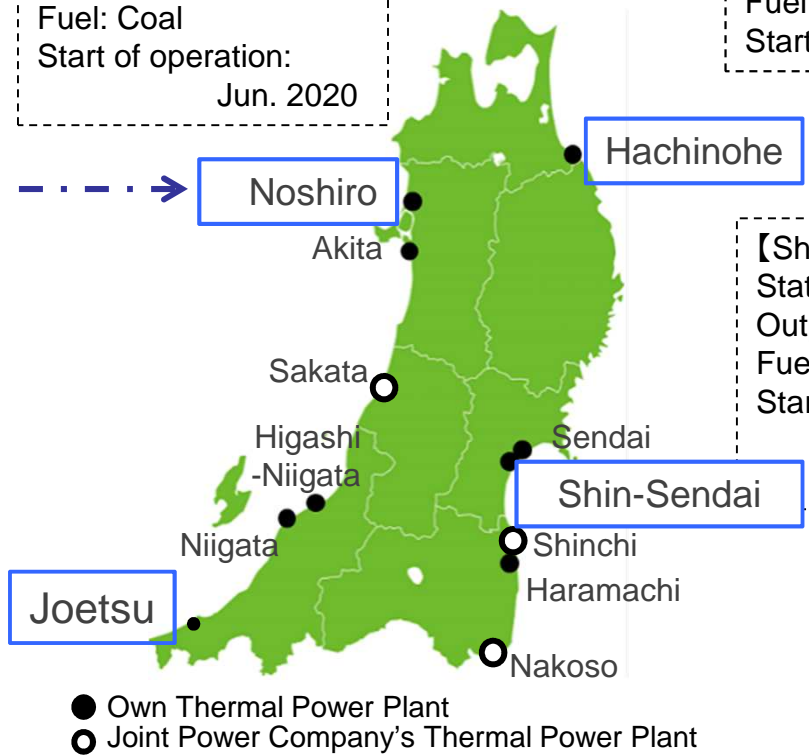 Fuel: Coal
Start of operation:
Jun. 2020
Fuel
Start
Hachinohe
Noshiro
Akita
【Sh
Stat
Out
Fue
Star
Sakata
Higashi
-Niigata
Sendai
Shin-Sendai
Niigata
Shinchi
Haramachi
Joetsu
Nakoso
Own Thermal Power Plant
Joint Power Company's Thermal Power Plant